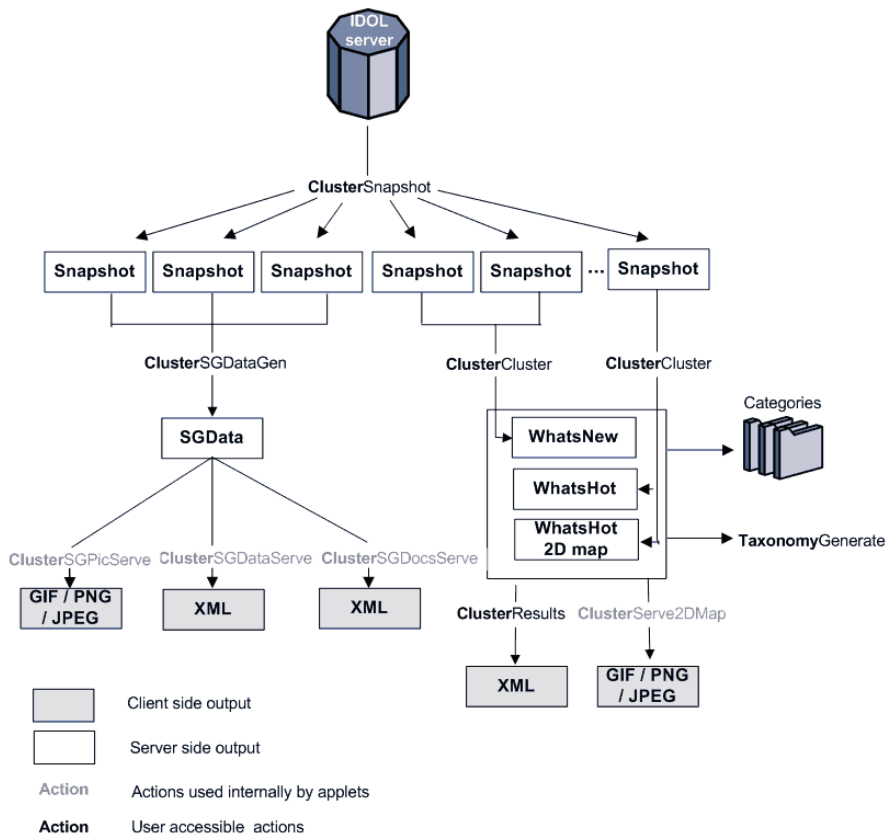 IDOL
server
ClusterSnapshot
Snapshot
Snapshot
Snapshot
Snapshot
Snapshot
...
Snapshot
ClusterSGDataGen
ClusterCluster
ClusterCluster
Categories
SGData
WhatsNew
WhatsHot
WhatsHot
2D map
TaxonomyGenerate
ClusterSGPicServe
ClusterSGDataServe
ClusterSGDocsServe
GIF / PNG
/ JPEG
XML
XML
ClusterResults
ClusterServe2DMap
XML
GIF / PNG
/ JPEG
Client side output
Server side output
Action Actions used internally by applets
Action User accessible actions